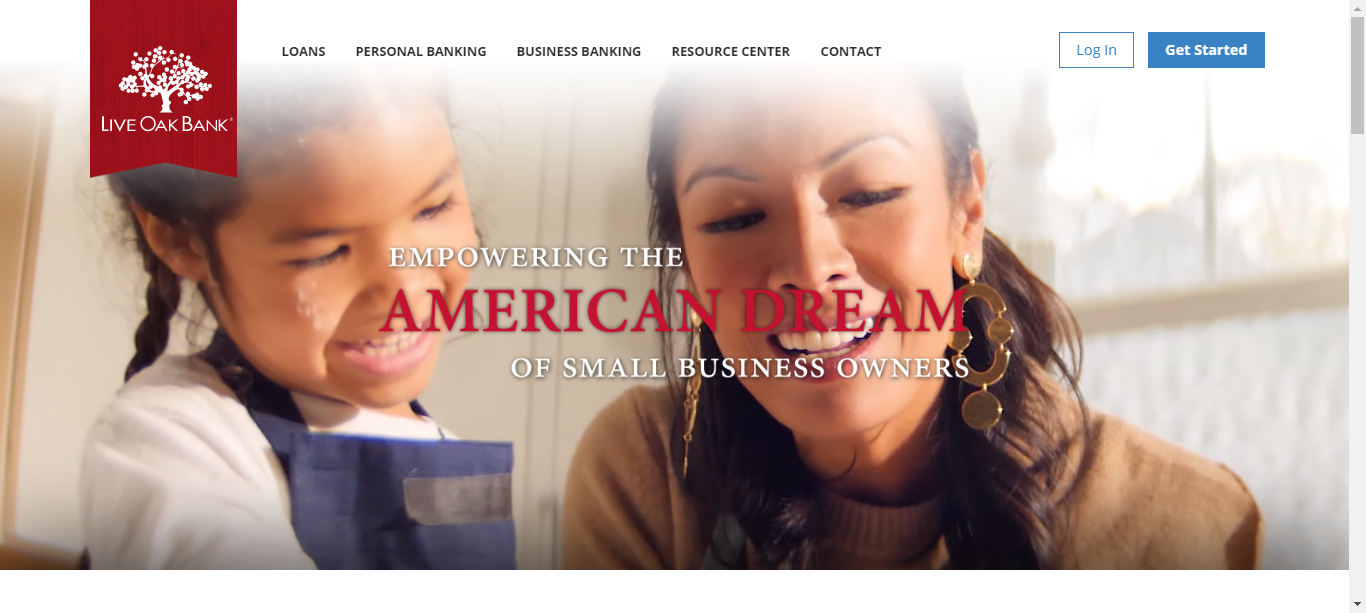 LOANS PERSONAL BANKING BUSINESS BANKING RESOURCE CENTER CONTACT Log In Get Started
LIVE OAK BANK®
EMPOWERING THE
AMERICAN DREAM
OF SMALL BUSINESS OWNERS